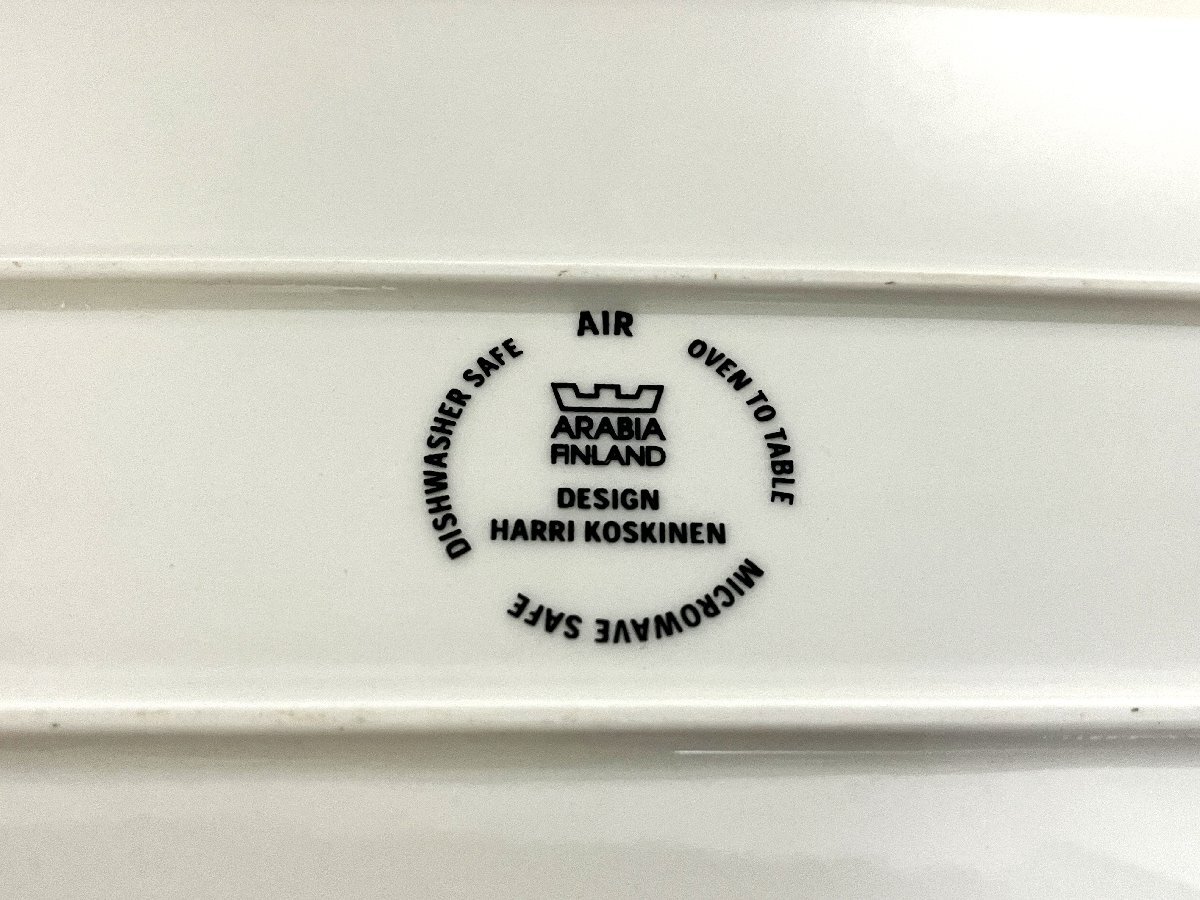 AIR
DISHWASHER SAFE
OVEN TO TABLE
ARABIA
FINLAND
DESIGN
HARRI KOSKINEN
MICROWAVE SAFE